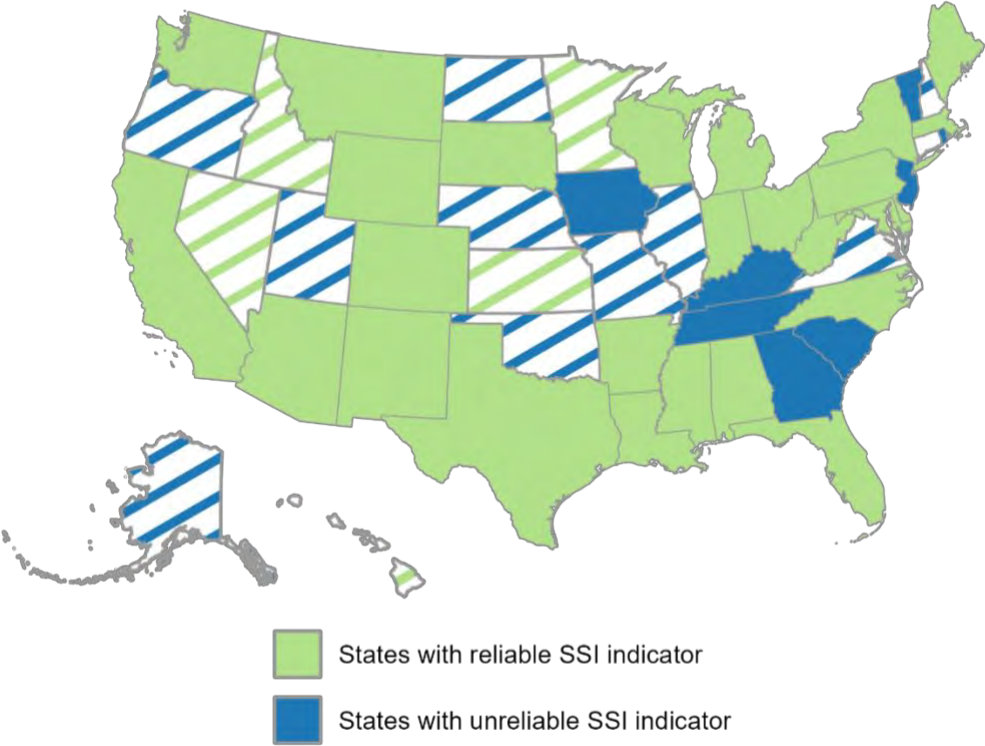 States with reliable SSI indicator
States with unreliable SSI indicator